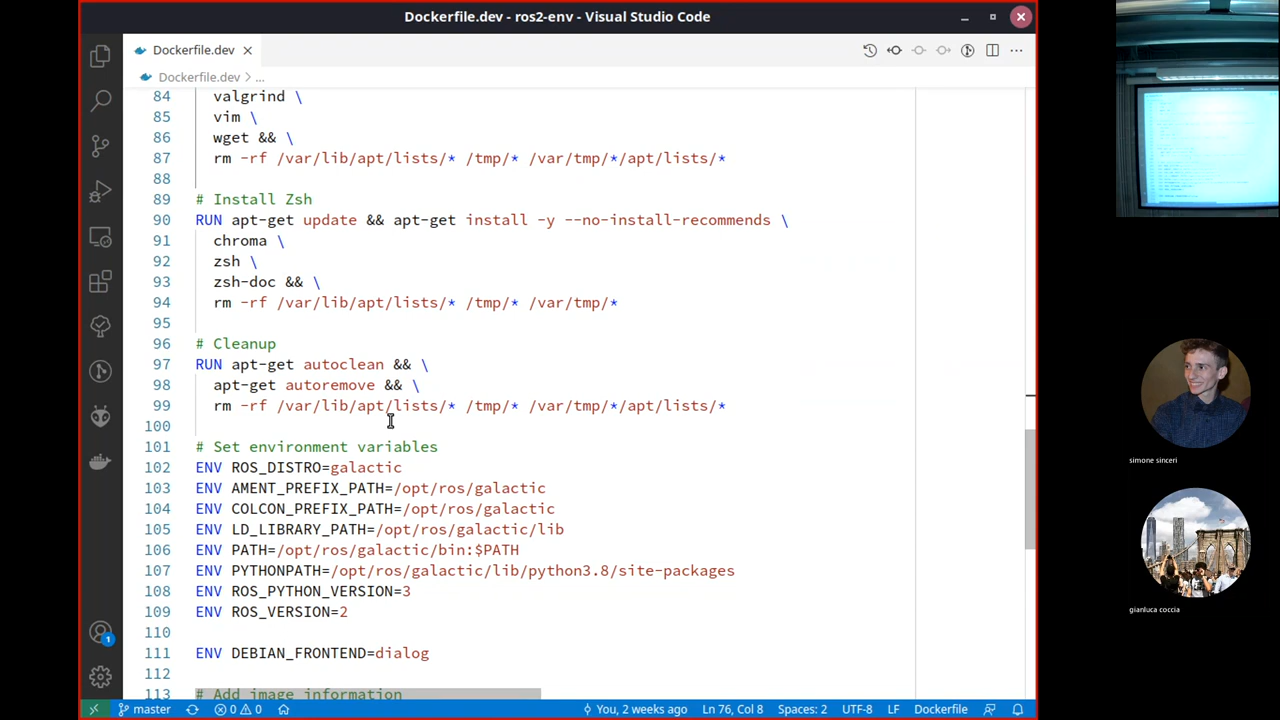 Dockerfile.dev - ros2-env - Visual Studio Code
Dockerfile.dev
Dockerfile.dev > ...
84 valgrind \
85 vim \
86 wget && \
87 rm -rf /var/lib/apt/lists/* /tmp/* /var/tmp/*/apt/lists/*
88
89 # Install Zsh
90 RUN apt-get update && apt-get install -y --no-install-recommends \
91 chroma \
92 zsh \
93 zsh-doc && \
94 rm -rf /var/lib/apt/lists/* /tmp/* /var/tmp/*
95
96 # Cleanup
97 RUN apt-get autoclean && \
98 apt-get autoremove && \
99 rm -rf /var/lib/apt/lists/* /tmp/* /var/tmp/*/apt/lists/*
100
101 # Set environment variables
102 ENV ROS_DISTRO=galactic
103 ENV AMENT_PREFIX_PATH=/opt/ros/galactic
104 ENV COLCON_PREFIX_PATH=/opt/ros/galactic
105 ENV LD_LIBRARY_PATH=/opt/ros/galactic/lib
106 ENV PATH=/opt/ros/galactic/bin:$PATH
107 ENV PYTHONPATH=/opt/ros/galactic/lib/python3.8/site-packages
108 ENV ROS_PYTHON_VERSION=3
109 ENV ROS_VERSION=2
110
111 ENV DEBIAN_FRONTEND=dialog
112
113 # Add image information
1
master 0 0 You, 2 weeks ago Ln 76, Col 8 Spaces: 2 UTF-8 LF Dockerfile
simone sinceri
gianluca coccia